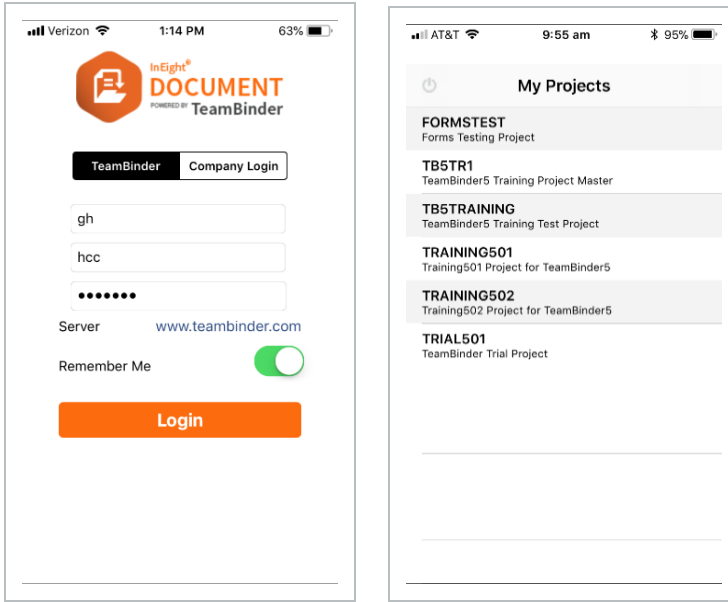 Verizon 1:14 PM 63%
InEight®
DOCUMENT
POWERED BY TeamBinder
TeamBinder Company Login
gh
hcc
•••••••
Server www.teambinder.com
Remember Me
Login
AT&T 9:55 am 95%
My Projects
FORMSTEST
Forms Testing Project
TB5TR1
TeamBinder5 Training Project Master
TB5TRAINING
TeamBinder5 Training Test Project
TRAINING501
Training501 Project for TeamBinder5
TRAINING502
Training502 Project for TeamBinder5
TRIAL501
TeamBinder Trial Project